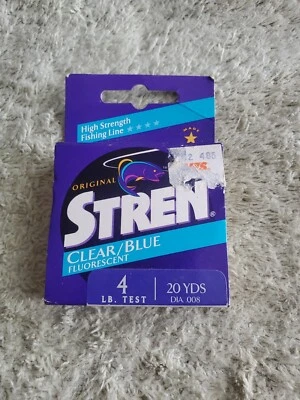 High Strength
Fishing Line ★★★★
ORIGINAL
STREN®
CLEAR/BLUE
FLUORESCENT
4
LB. TEST
20 YDS
DIA .008